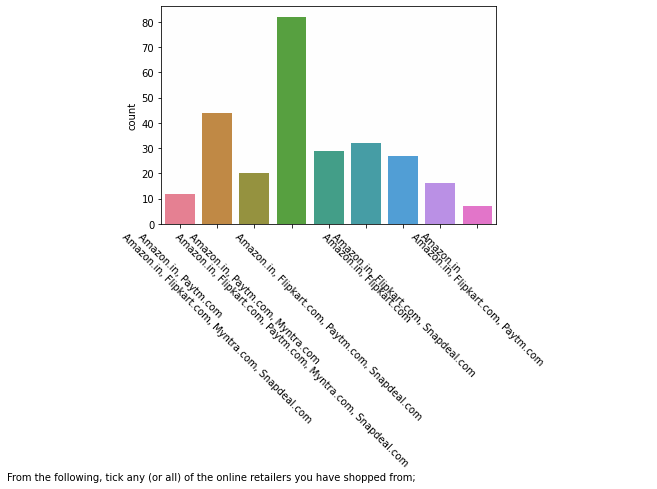 80
70
60
50
40
30
20
10
0
count
Amazon.in, Paytm.com
Amazon.in, Flipkart.com, Myntra.com, Snapdeal.com
Amazon.in, Paytm.com, Myntra.com
Amazon.in, Flipkart.com, Paytm.com, Myntra.com, Snapdeal.com
Amazon.in, Flipkart.com, Paytm.com, Snapdeal.com
Amazon.in, Flipkart.com
Amazon.in, Flipkart.com, Snapdeal.com
Amazon.in
Amazon.in, Flipkart.com, Paytm.com
From the following, tick any (or all) of the online retailers you have shopped from;